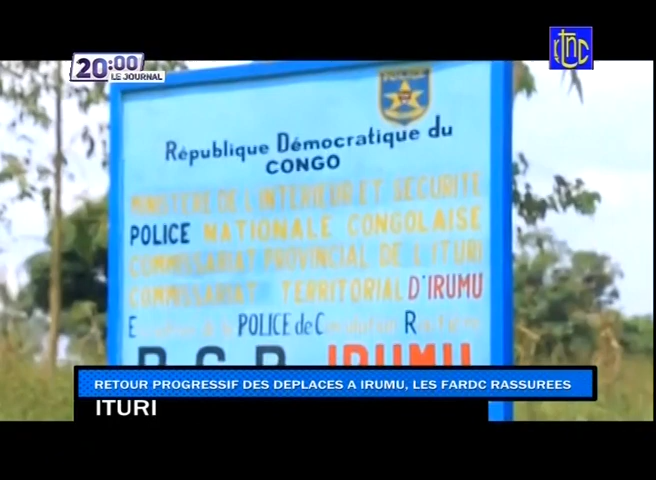 20:00
LE JOURNAL
rtnc
République Démocratique du
CONGO
MINISTERE DE L'INTERIEUR ET SECURITE
POLICE NATIONALE CONGOLAISE
COMMISSARIAT PROVINCIAL DE L'ITURI
COMMISSARIAT TERRITORIAL D'IRUMU
POLICE de
IRUMU
RETOUR PROGRESSIF DES DEPLACES A IRUMU, LES FARDC RASSUREES
ITURI